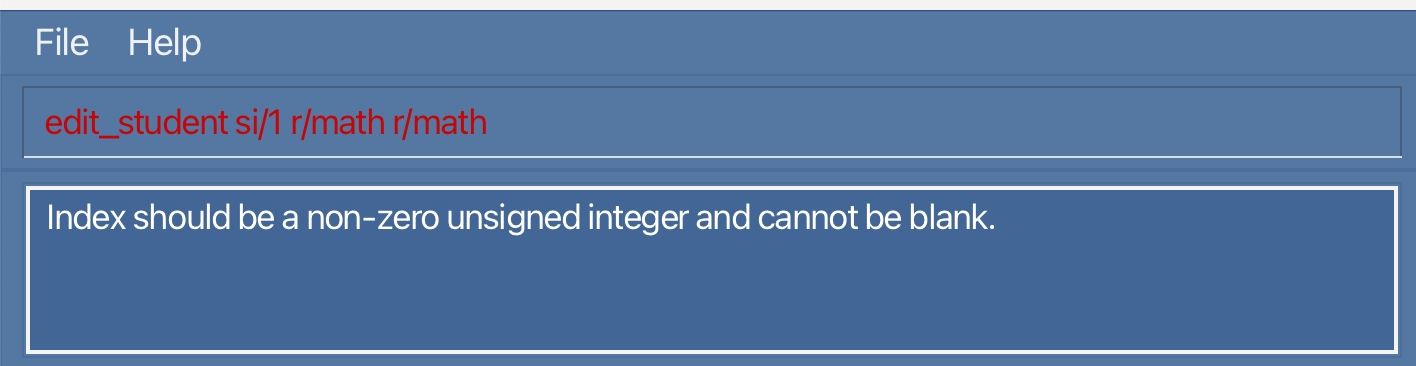 File Help
edit_student si/1 r/math r/math
Index should be a non-zero unsigned integer and cannot be blank.